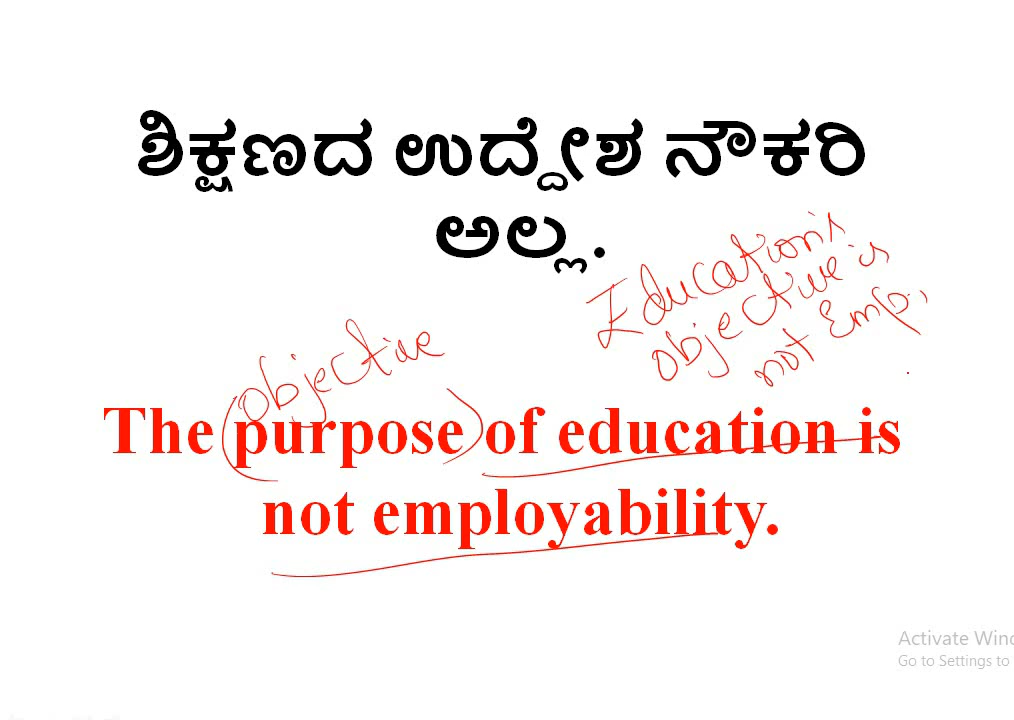 ಶಿಕ್ಷಣದ ಉದ್ದೇಶ ನೌಕರಿ
ಅಲ್ಲ.
Education's
objective is
not Emp.
objective
The purpose of education is
not employability.
Activate Winc
Go to Settings to